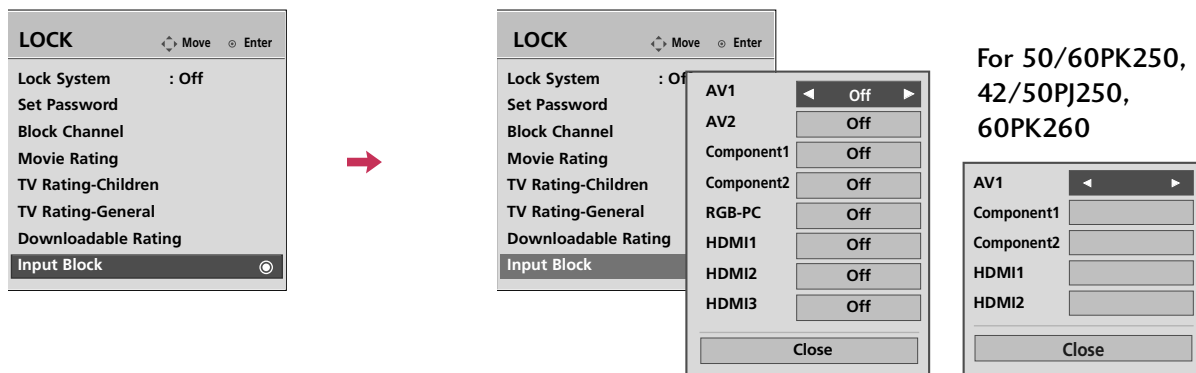 LOCK Move Enter
Lock System : Off
Set Password
Block Channel
Movie Rating
TV Rating-Children
TV Rating-General
Downloadable Rating
Input Block
LOCK Move Enter
Lock System : Of
Set Password
Block Channel
Movie Rating
TV Rating-Children
TV Rating-General
Downloadable Rating
Input Block
AV1 ◄ Off ►
AV2 Off
Component1 Off
Component2 Off
RGB-PC Off
HDMI1 Off
HDMI2 Off
HDMI3 Off
Close
For 50/60PK250,
42/50PJ250,
60PK260
AV1 ◄ ►
Component1
Component2
HDMI1
HDMI2
Close